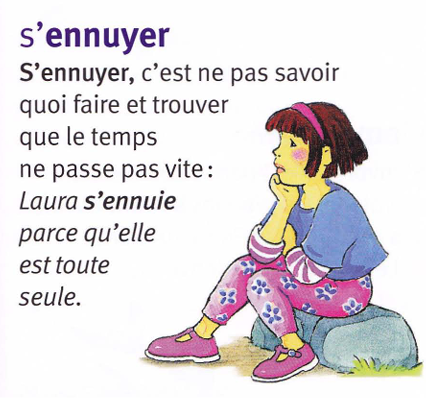 s'ennuyer
S'ennuyer, c'est ne pas savoir
quoi faire et trouver
que le temps
ne passe pas vite :
Laura s'ennuie
parce qu'elle
est toute
seule.